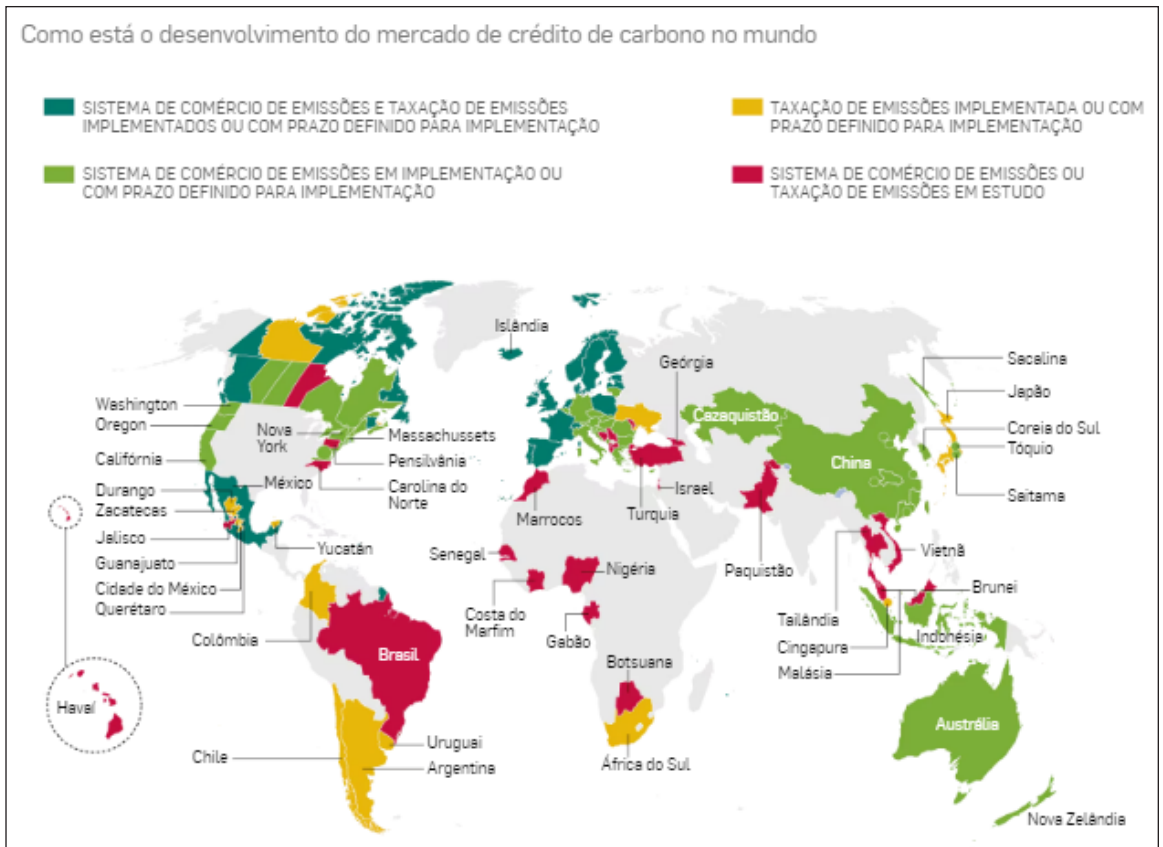 Como está o desenvolvimento do mercado de crédito de carbono no mundo
SISTEMA DE COMÉRCIO DE EMISSÕES E TAXAÇÃO DE EMISSÕES
IMPLEMENTADOS OU COM PRAZO DEFINIDO PARA IMPLEMENTAÇÃO
TAXAÇÃO DE EMISSÕES IMPLEMENTADA OU COM
PRAZO DEFINIDO PARA IMPLEMENTAÇÃO
SISTEMA DE COMÉRCIO DE EMISSÕES EM IMPLEMENTAÇÃO OU
COM PRAZO DEFINIDO PARA IMPLEMENTAÇÃO
SISTEMA DE COMÉRCIO DE EMISSÕES OU
TAXAÇÃO DE EMISSÕES EM ESTUDO
Islândia
Geórgia
Sacalina
Japão
Coreia do Sul
Tóquio
Saitama
Cazaquistão
China
Washington
Oregon
Califórnia
Nova
York
Massachussets
Pensilvânia
Carolina do
Norte
México
Durango
Zacatecas
Jalisco
Guanajuato
Cidade do México
Querétaro
Yucatán
Marrocos
Turquia
Israel
Senegal
Nigéria
Costa do
Marfim
Gabão
Paquistão
Vietnã
Brunei
Tailândia
Cingapura
Malásia
Indonésia
Colômbia
Brasil
Botsuana
Havaí
Chile
Uruguai
Argentina
África do Sul
Austrália
Nova Zelândia